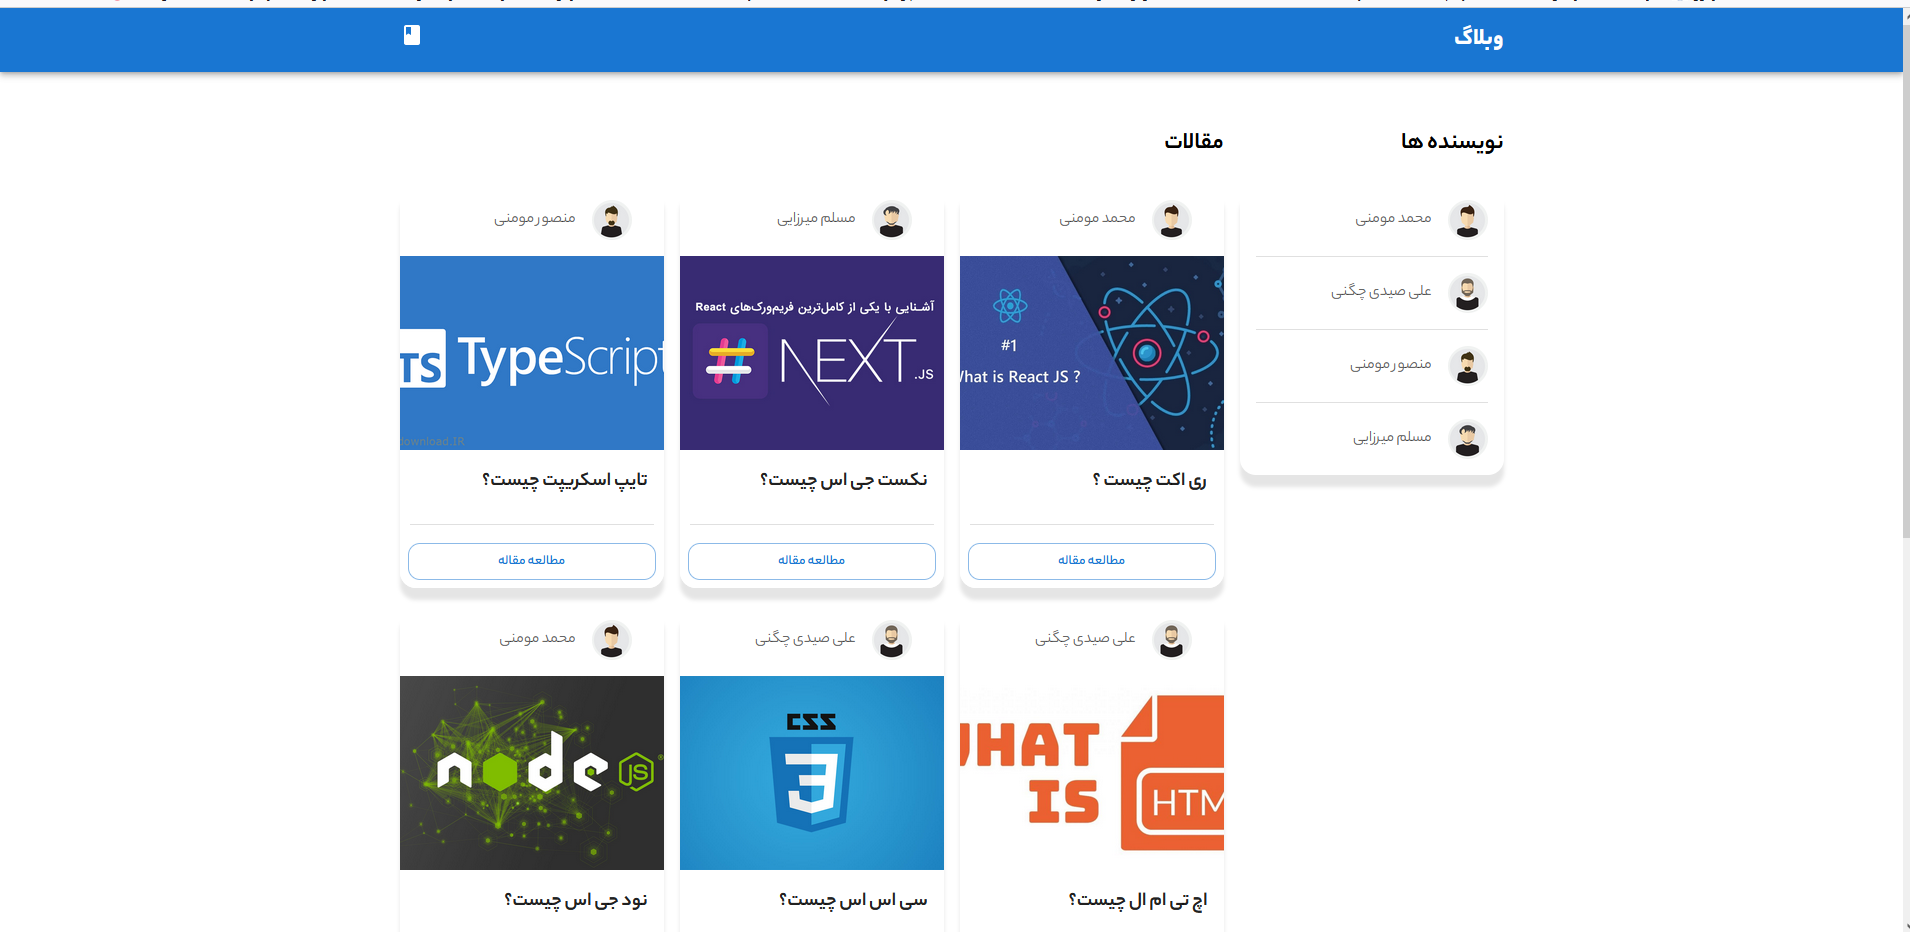 وبلاگ
نویسنده ها
محمد مومنی
علی صیدی چگنی
منصور مومنی
مسلم میرزایی
مقالات
محمد مومنی
#1
What is React JS ?
ری اکت چیست ؟
مطالعه مقاله
مسلم میرزایی
آشـنایی با یکی از کامل‌ترین فریم‌ورک‌های React
NEXT.JS
نکست جی اس چیست؟
مطالعه مقاله
منصور مومنی
TS TypeScript
download.IR
تایپ اسکریپت چیست؟
مطالعه مقاله
علی صیدی چگنی
WHAT
IS
HTM
اچ تی ام ال چیست؟
علی صیدی چگنی
CSS
3
سی اس اس چیست؟
محمد مومنی
node JS®
نود جی اس چیست؟